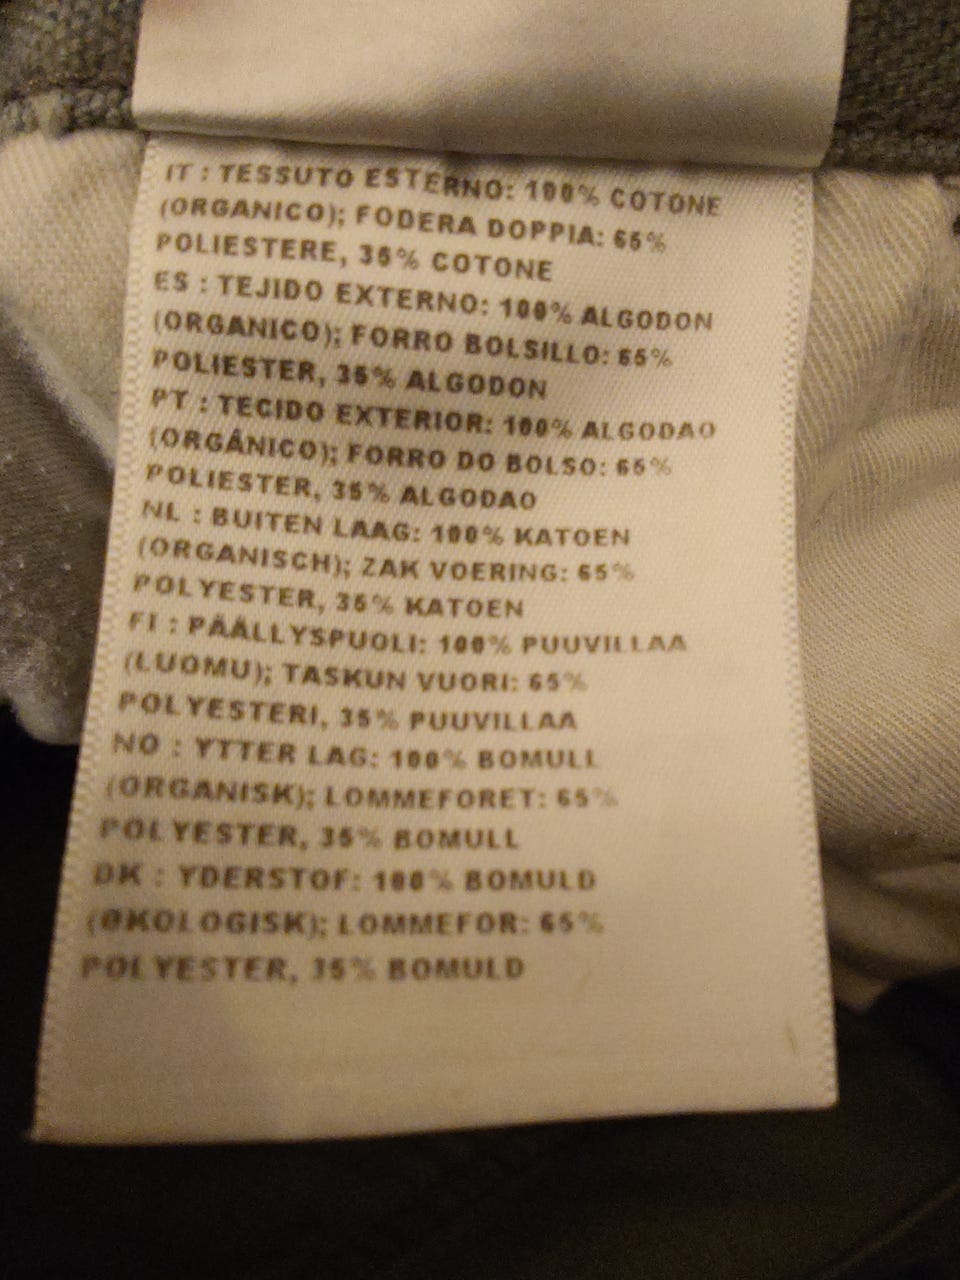 IT : TESSUTO ESTERNO: 100% COTONE
(ORGANICO); FODERA DOPPIA: 65%
POLIESTERE, 35% COTONE
ES : TEJIDO EXTERNO: 100% ALGODON
(ORGANICO); FORRO BOLSILLO: 65%
POLIESTER, 35% ALGODON
PT : TECIDO EXTERIOR: 100% ALGODAO
(ORGÂNICO); FORRO DO BOLSO: 65%
POLIESTER, 35% ALGODAO
NL : BUITEN LAAG: 100% KATOEN
(ORGANISCH); ZAK VOERING: 65%
POLYESTER, 35% KATOEN
FI : PÄÄLLYSPUOLI: 100% PUUVILLAA
(LUOMU); TASKUN VUORI: 65%
POLYESTERI, 35% PUUVILLAA
NO : YTTER LAG: 100% BOMULL
(ORGANISK); LOMMEFORET: 65%
POLYESTER, 35% BOMULL
DK : YDERSTOF: 100% BOMULD
(ØKOLOGISK); LOMMEFOR: 65%
POLYESTER, 35% BOMULD